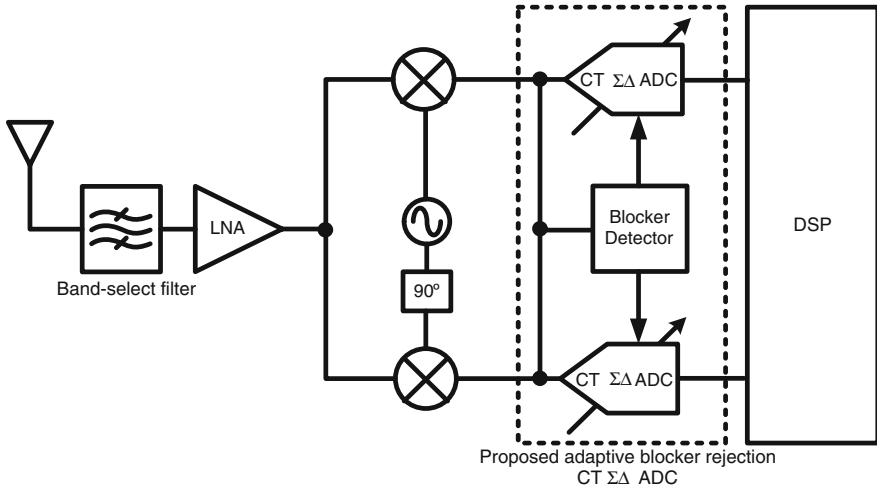 CT ΣΔ ADC
LNA
Band-select filter
90º
Blocker
Detector
DSP
CT ΣΔ ADC
Proposed adaptive blocker rejection
CT ΣΔ ADC